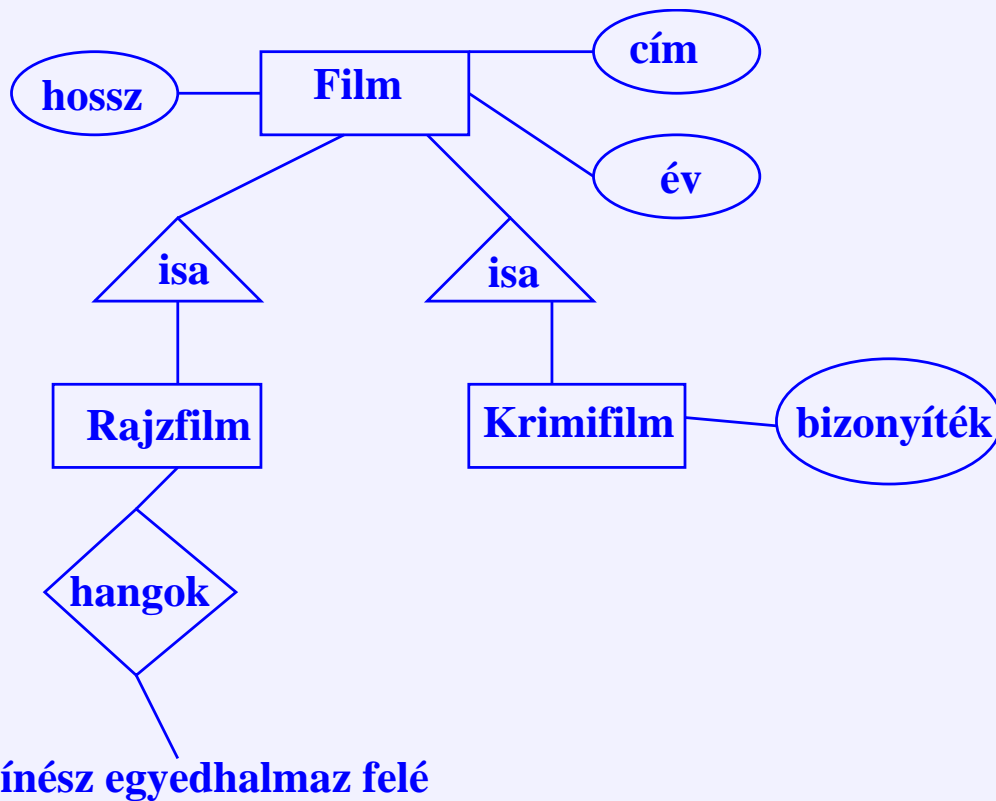 cím
Film
hossz
év
isa
isa
Rajzfilm
Krimifilm
bizonyíték
hangok
ínész egyedhalmaz felé